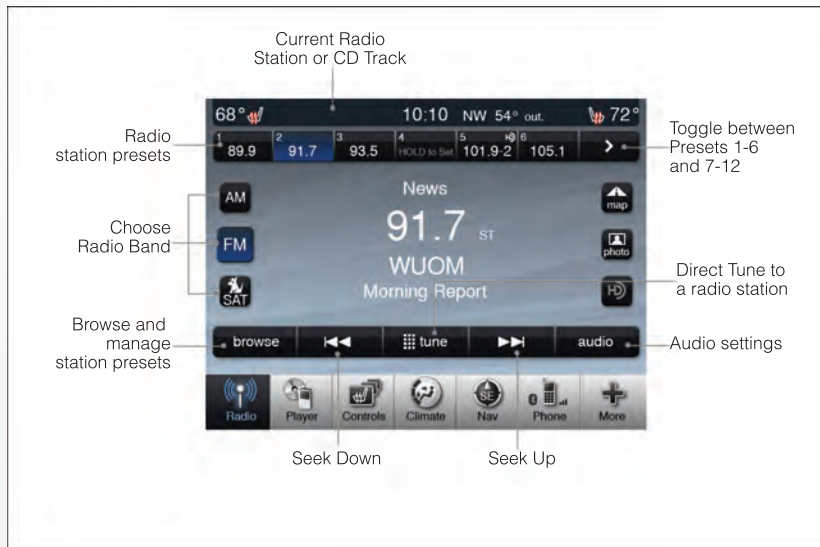 Current Radio
Station or CD Track
68°
10:10 NW 54° out.
72°
Radio
station presets
1 89.9
2 91.7
3 93.5
4 HOLD to Set
5 101.9-2
6 105.1
>
Toggle between
Presets 1-6
and 7-12
Choose
Radio Band
AM
FM
SAT
News
91.7 ST
WUOM
Morning Report
map
photo
HD
Direct Tune to
a radio station
Browse and
manage
station presets
browse
tune
audio
Audio settings
Radio
Player
Controls
Climate
SE
Nav
Phone
More
Seek Down
Seek Up